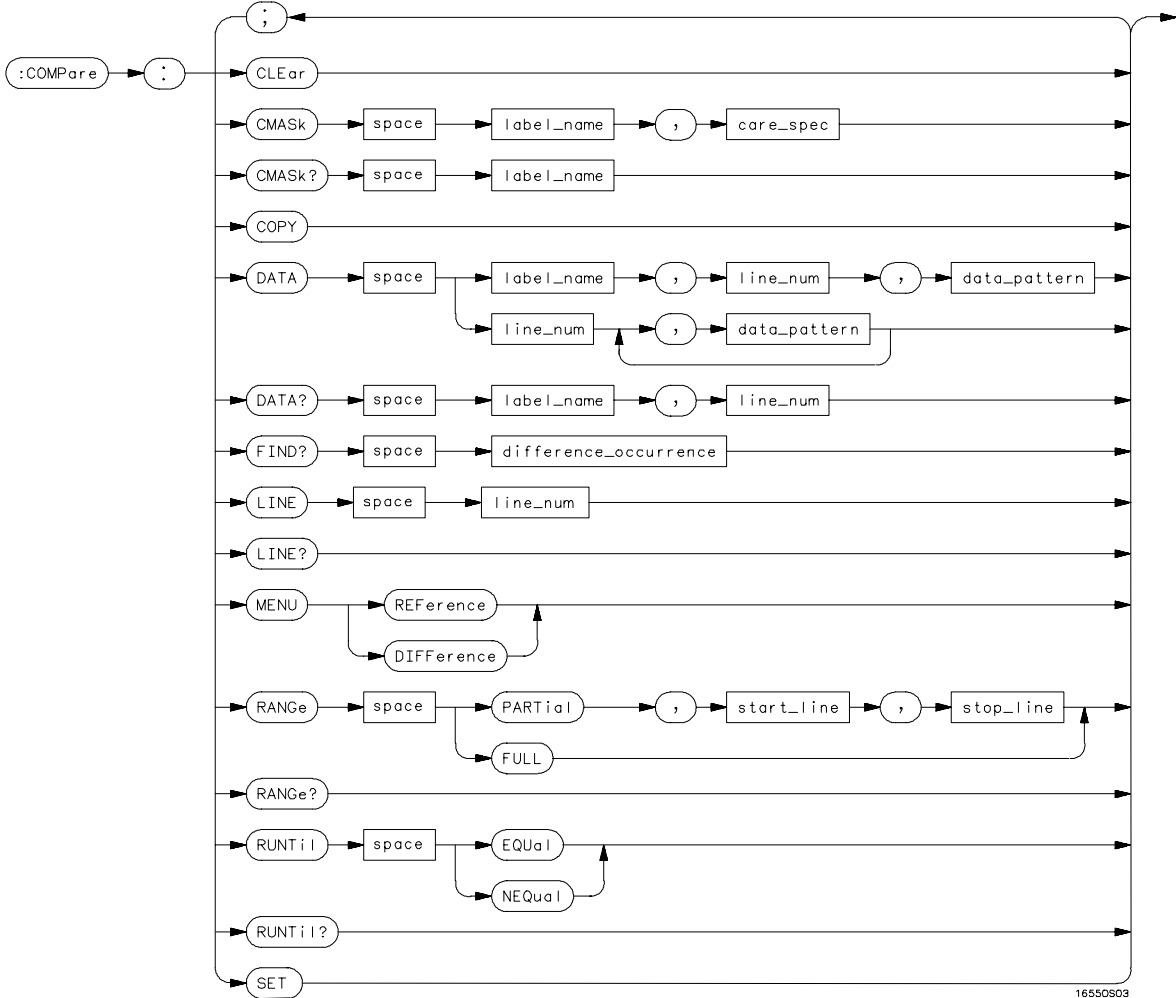 ;
:COMPare : CLEar
CMASk space label_name , care_spec
CMASk? space label_name
COPY
DATA space label_name , line_num , data_pattern
line_num , data_pattern
DATA? space label_name , line_num
FIND? space difference_occurrence
LINE space line_num
LINE?
MENU REFerence
DIFFerence
RANGe space PARTial , start_line , stop_line
FULL
RANGe?
RUNTil space EQUal
NEQual
RUNTil?
SET
16550S03